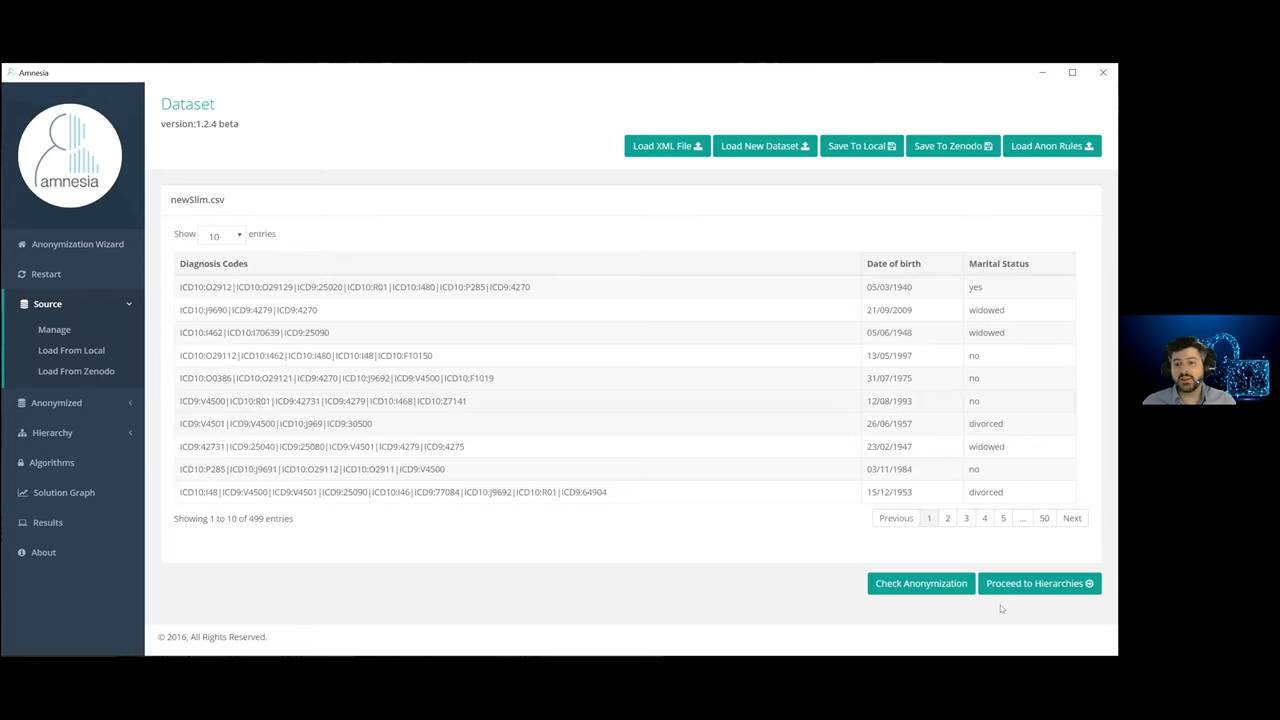 Amnesia
amnesia
Anonymization Wizard
Restart
Source
Manage
Load From Local
Load From Zenodo
Anonymized
Hierarchy
Algorithms
Solution Graph
Results
About
Dataset
version:1.2.4 beta
Load XML File Load New Dataset Save To Local Save To Zenodo Load Anon Rules
newSlim.csv
Show 10 entries
Diagnosis Codes Date of birth Marital Status
ICD10:O2912|ICD10:O29129|ICD9:25020|ICD10:R01|ICD10:I480|ICD10:P285|ICD9:4270 05/03/1940 yes
ICD10:J9690|ICD9:4279|ICD9:4270 21/09/2009 widowed
ICD10:I462|ICD10:I70639|ICD9:25090 05/06/1948 widowed
ICD10:O29112|ICD10:I462|ICD10:I480|ICD10:I48|ICD10:F10150 13/05/1997 no
ICD10:O0386|ICD10:O29121|ICD9:4270|ICD10:J9692|ICD9:V4500|ICD10:F1019 31/07/1975 no
ICD9:V4500|ICD10:R01|ICD9:42731|ICD9:4279|ICD10:I468|ICD10:Z7141 12/08/1993 no
ICD9:V4501|ICD9:V4500|ICD10:J969|ICD9:30500 26/06/1957 divorced
ICD9:42731|ICD9:25040|ICD9:25080|ICD9:V4501|ICD9:4279|ICD9:4275 23/02/1947 widowed
ICD10:P285|ICD10:J9691|ICD10:O29112|ICD10:O2911|ICD9:V4500 03/11/1984 no
ICD10:I48|ICD9:V4500|ICD9:V4501|ICD9:25090|ICD10:I46|ICD9:77084|ICD10:J9692|ICD10:R01|ICD9:64904 15/12/1953 divorced
Showing 1 to 10 of 499 entries Previous 1 2 3 4 5 ... 50 Next
Check Anonymization Proceed to Hierarchies
© 2016, All Rights Reserved.